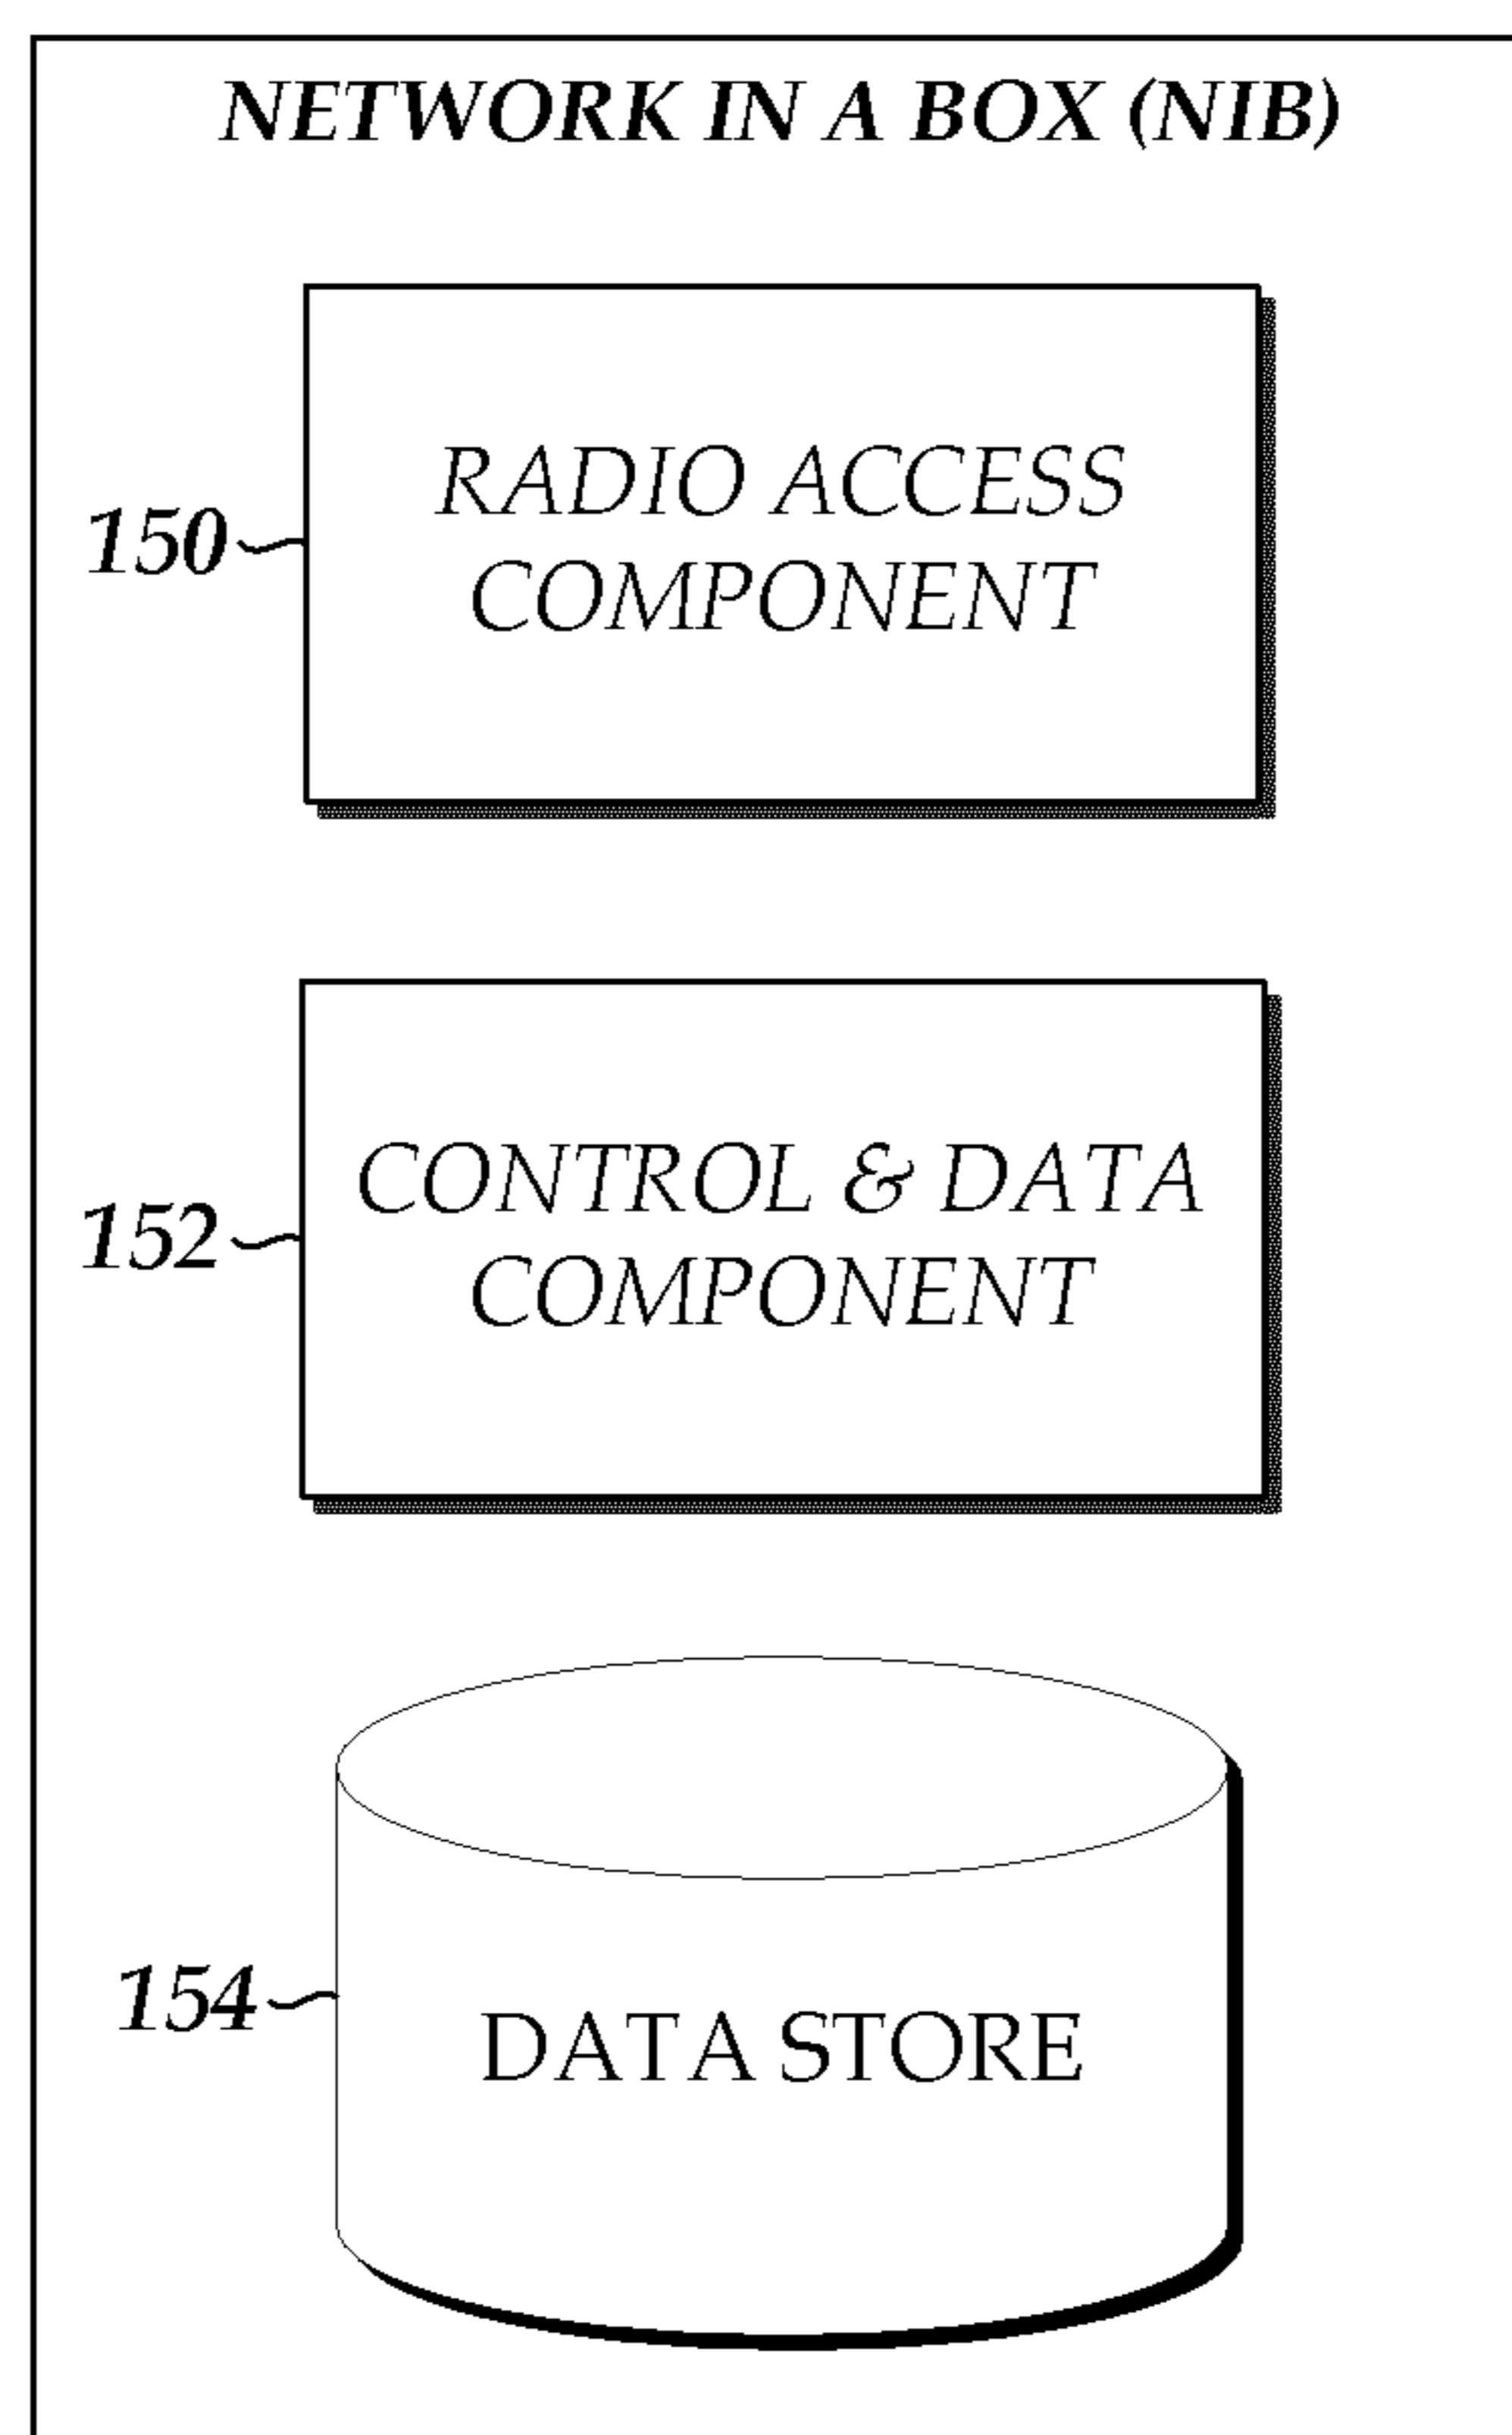 NETWORK IN A BOX (NIB)
RADIO ACCESS
COMPONENT
150
CONTROL & DATA
COMPONENT
152
154
DATA STORE